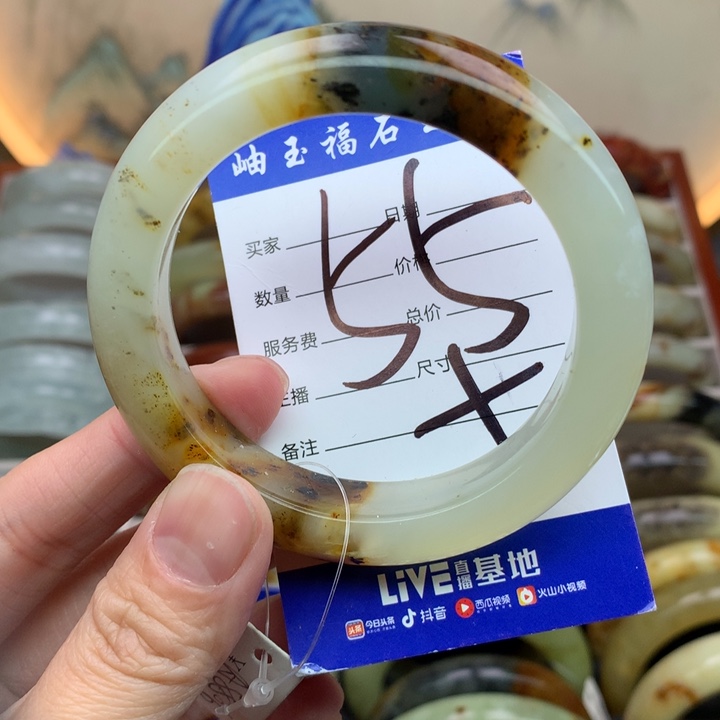 岫玉福石
55+
买家
日期
数量
价格
服务费
总价
主播
尺寸
备注
LiVE直播基地
头条 今日头条 抖音 西瓜视频 火山小视频